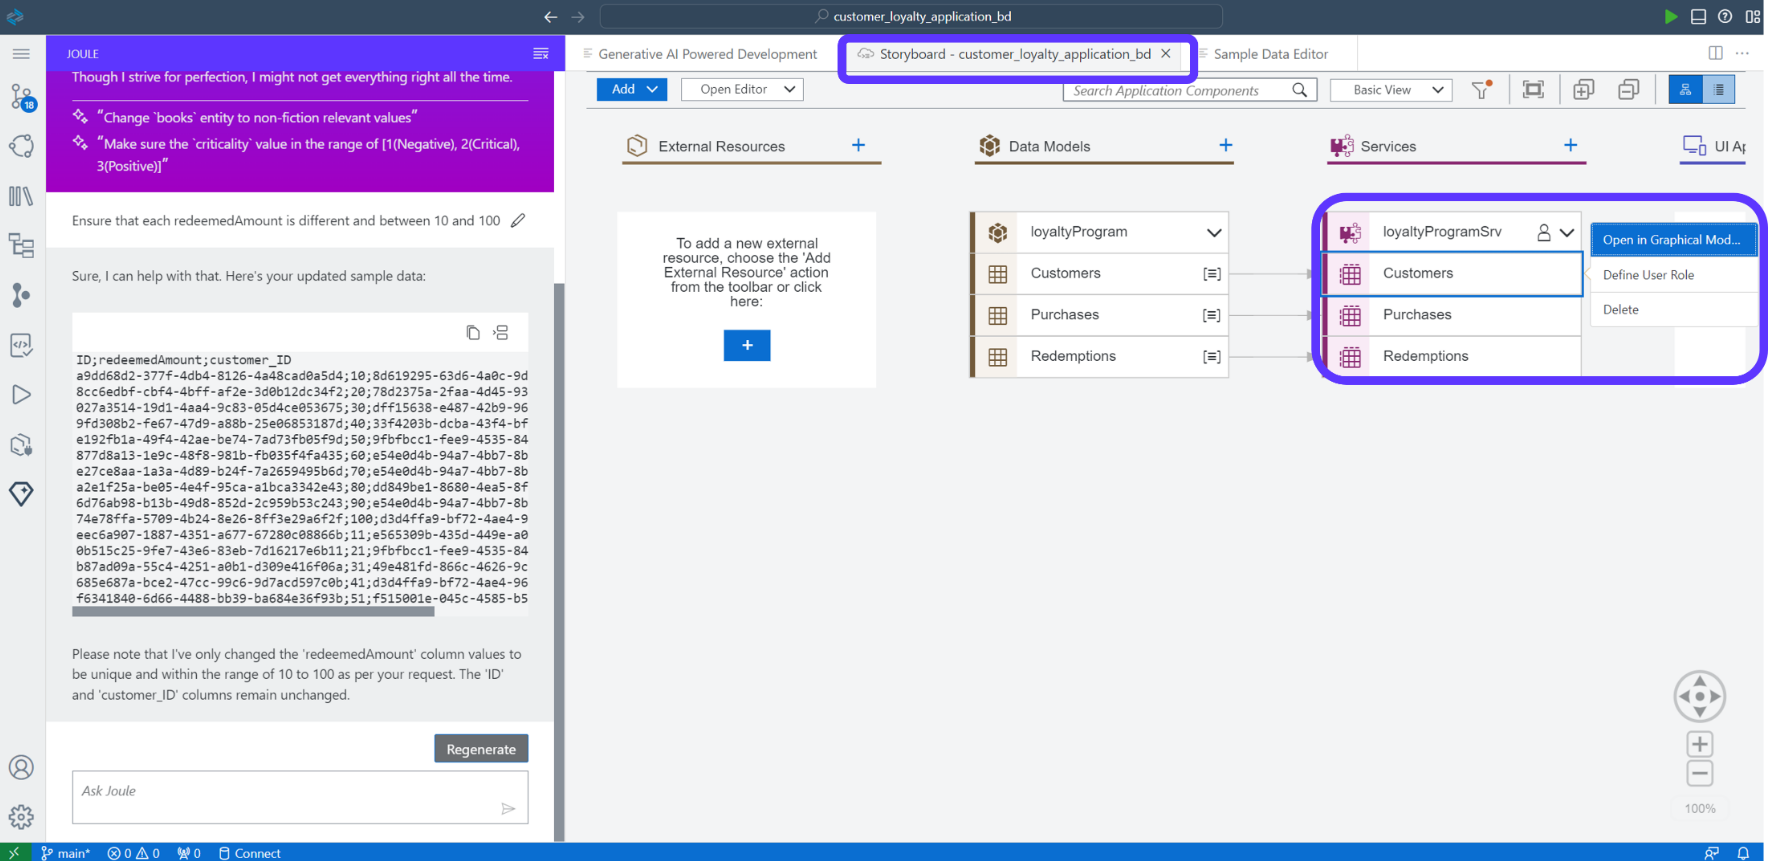 customer_loyalty_application_bd
JOULE
Though I strive for perfection, I might not get everything right all the time.
"Change `books` entity to non-fiction relevant values"
"Make sure the `criticality` value in the range of [1(Negative), 2(Critical),
3(Positive)]"
Ensure that each redeemedAmount is different and between 10 and 100
Sure, I can help with that. Here's your updated sample data:
ID;redeemedAmount;customer_ID
a9dd68d2-377f-4db4-8126-4a48cad0a5d4;10;8d619295-63d6-4a0c-9d
8cc6edbf-cbf4-4bff-af2e-3d0b12dc34f2;20;78d2375a-2faa-4d45-93
027a3514-19d1-4aa4-9c83-05d4ce053675;30;dff15638-e487-42b9-96
9fd308b2-fe67-47d9-a88b-25e06853187d;40;33f4203b-dcba-43f4-bf
e192fb1a-49f4-42ae-be74-7ad73fb05f9d;50;9fbfbcc1-fee9-4535-84
877d8a13-1e9c-48f8-981b-fb035f4fa435;60;e54e0d4b-94a7-4bb7-8b
e27ce8aa-1a3a-4d89-b24f-7a2659495b6d;70;e54e0d4b-94a7-4bb7-8b
a2e1f25a-be05-4e4f-95ca-a1bca3342e43;80;dd849be1-8680-4ea5-8f
6d76ab98-b13b-49d8-852d-2c959b53c243;90;e54e0d4b-94a7-4bb7-8b
74e78ffa-5709-4b24-8e26-8ff3e29a6f2f;100;d3d4ffa9-bf72-4ae4-9
eec6a907-1887-4351-a677-67280c08866b;11;e565309b-435d-449e-a0
0b515c25-9fe7-43e6-83eb-7d16217e6b11;21;9fbfbcc1-fee9-4535-84
b87ad09a-55c4-4251-a0b1-d309e416f06a;31;49e481fd-866c-4626-9c
685e687a-bce2-47cc-99c6-9d7acd597c0b;41;d3d4ffa9-bf72-4ae4-96
f6341840-6d66-4488-bb39-ba684e36f93b;51;f515001e-045c-4585-b5
Please note that I've only changed the 'redeemedAmount' column values to
be unique and within the range of 10 to 100 as per your request. The 'ID'
and 'customer_ID' columns remain unchanged.
Regenerate
Ask Joule
18
Generative AI Powered Development
Storyboard - customer_loyalty_application_bd
Sample Data Editor
Add
Open Editor
Search Application Components
Basic View
External Resources
Data Models
Services
UI Ap
To add a new external
resource, choose the 'Add
External Resource' action
from the toolbar or click
here:
loyaltyProgram
Customers
Purchases
Redemptions
loyaltyProgramSrv
Customers
Purchases
Redemptions
Open in Graphical Mod...
Define User Role
Delete
100%
main* 0 0 0 Connect